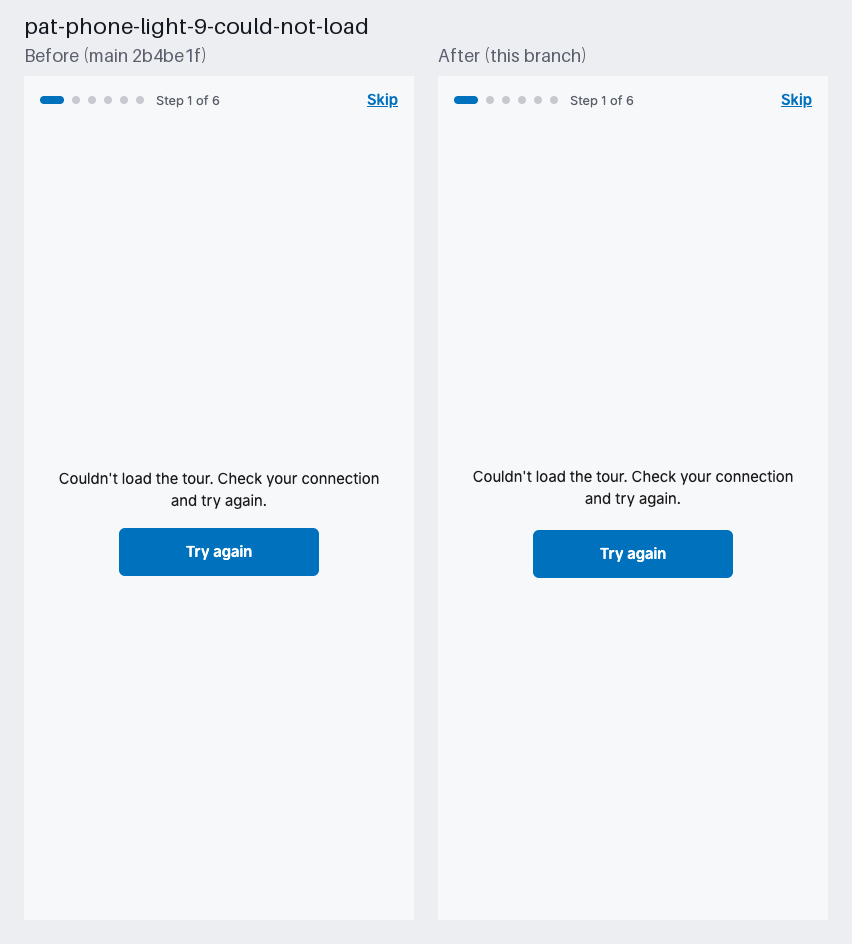 pat-phone-light-9-could-not-load
Before (main 2b4be1f)
After (this branch)
Step 1 of 6
Skip
Couldn't load the tour. Check your connection
and try again.
Try again
Step 1 of 6
Skip
Couldn't load the tour. Check your connection
and try again.
Try again